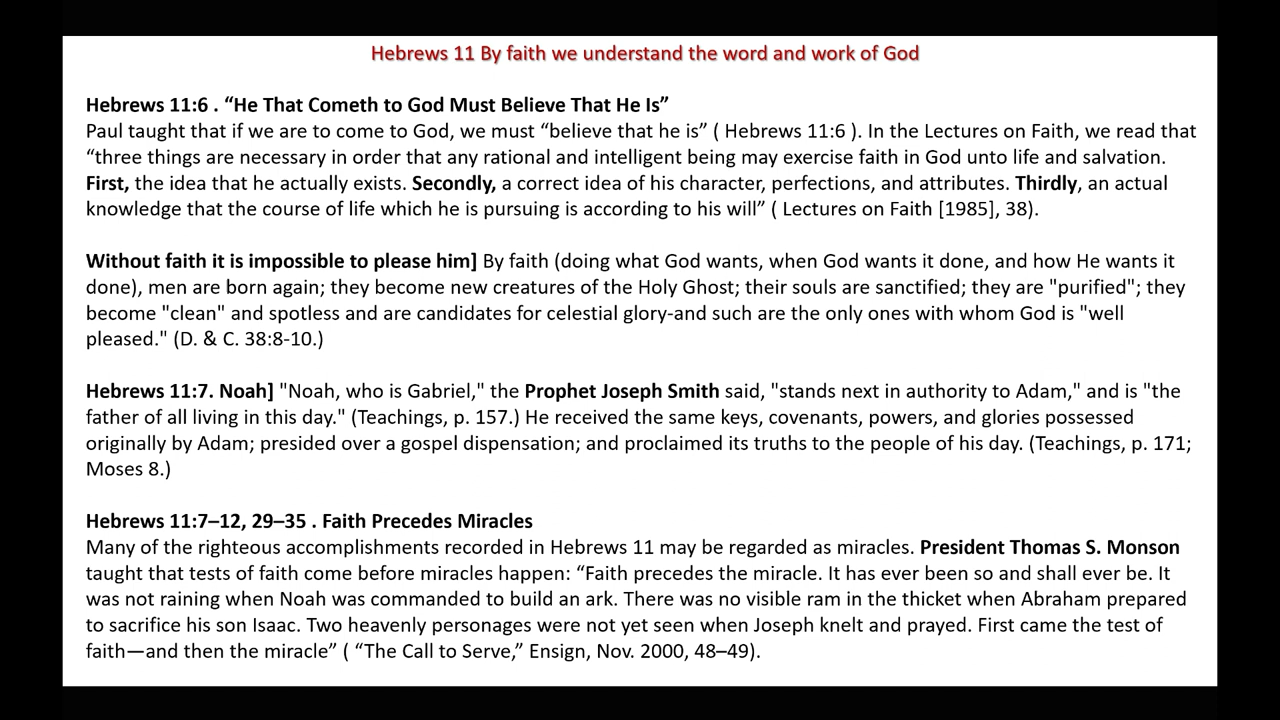 Hebrews 11 By faith we understand the word and work of God
Hebrews 11:6 . “He That Cometh to God Must Believe That He Is”
Paul taught that if we are to come to God, we must “believe that he is” ( Hebrews 11:6 ). In the Lectures on Faith, we read that
“three things are necessary in order that any rational and intelligent being may exercise faith in God unto life and salvation.
First, the idea that he actually exists. Secondly, a correct idea of his character, perfections, and attributes. Thirdly, an actual
knowledge that the course of life which he is pursuing is according to his will” ( Lectures on Faith [1985], 38).
Without faith it is impossible to please him] By faith (doing what God wants, when God wants it done, and how He wants it
done), men are born again; they become new creatures of the Holy Ghost; their souls are sanctified; they are "purified"; they
become "clean" and spotless and are candidates for celestial glory-and such are the only ones with whom God is "well
pleased." (D. & C. 38:8-10.)
Hebrews 11:7. Noah] "Noah, who is Gabriel," the Prophet Joseph Smith said, "stands next in authority to Adam," and is "the
father of all living in this day." (Teachings, p. 157.) He received the same keys, covenants, powers, and glories possessed
originally by Adam; presided over a gospel dispensation; and proclaimed its truths to the people of his day. (Teachings, p. 171;
Moses 8.)
Hebrews 11:7–12, 29–35 . Faith Precedes Miracles
Many of the righteous accomplishments recorded in Hebrews 11 may be regarded as miracles. President Thomas S. Monson
taught that tests of faith come before miracles happen: “Faith precedes the miracle. It has ever been so and shall ever be. It
was not raining when Noah was commanded to build an ark. There was no visible ram in the thicket when Abraham prepared
to sacrifice his son Isaac. Two heavenly personages were not yet seen when Joseph knelt and prayed. First came the test of
faith—and then the miracle” ( “The Call to Serve,” Ensign, Nov. 2000, 48–49).